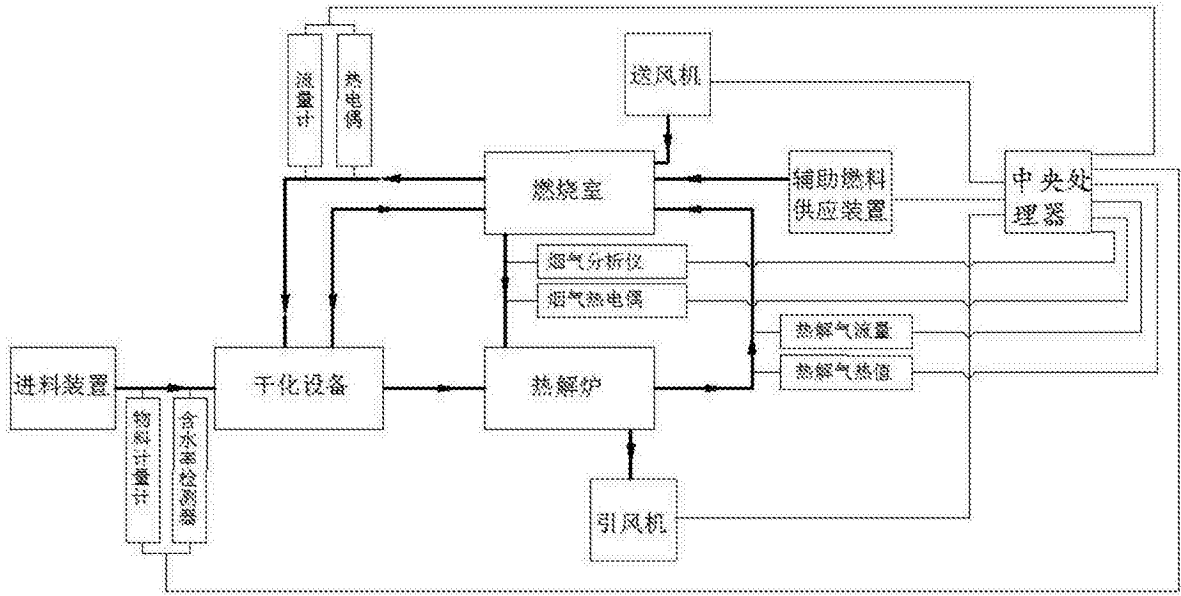 流量计
热电偶
送风机
燃烧室
辅助燃料
供应装置
中央处
理器
烟气分析仪
烟气热电偶
热解气流量
热解气热值
进料装置
干化设备
热解炉
物料计量计
含水率检测器
引风机